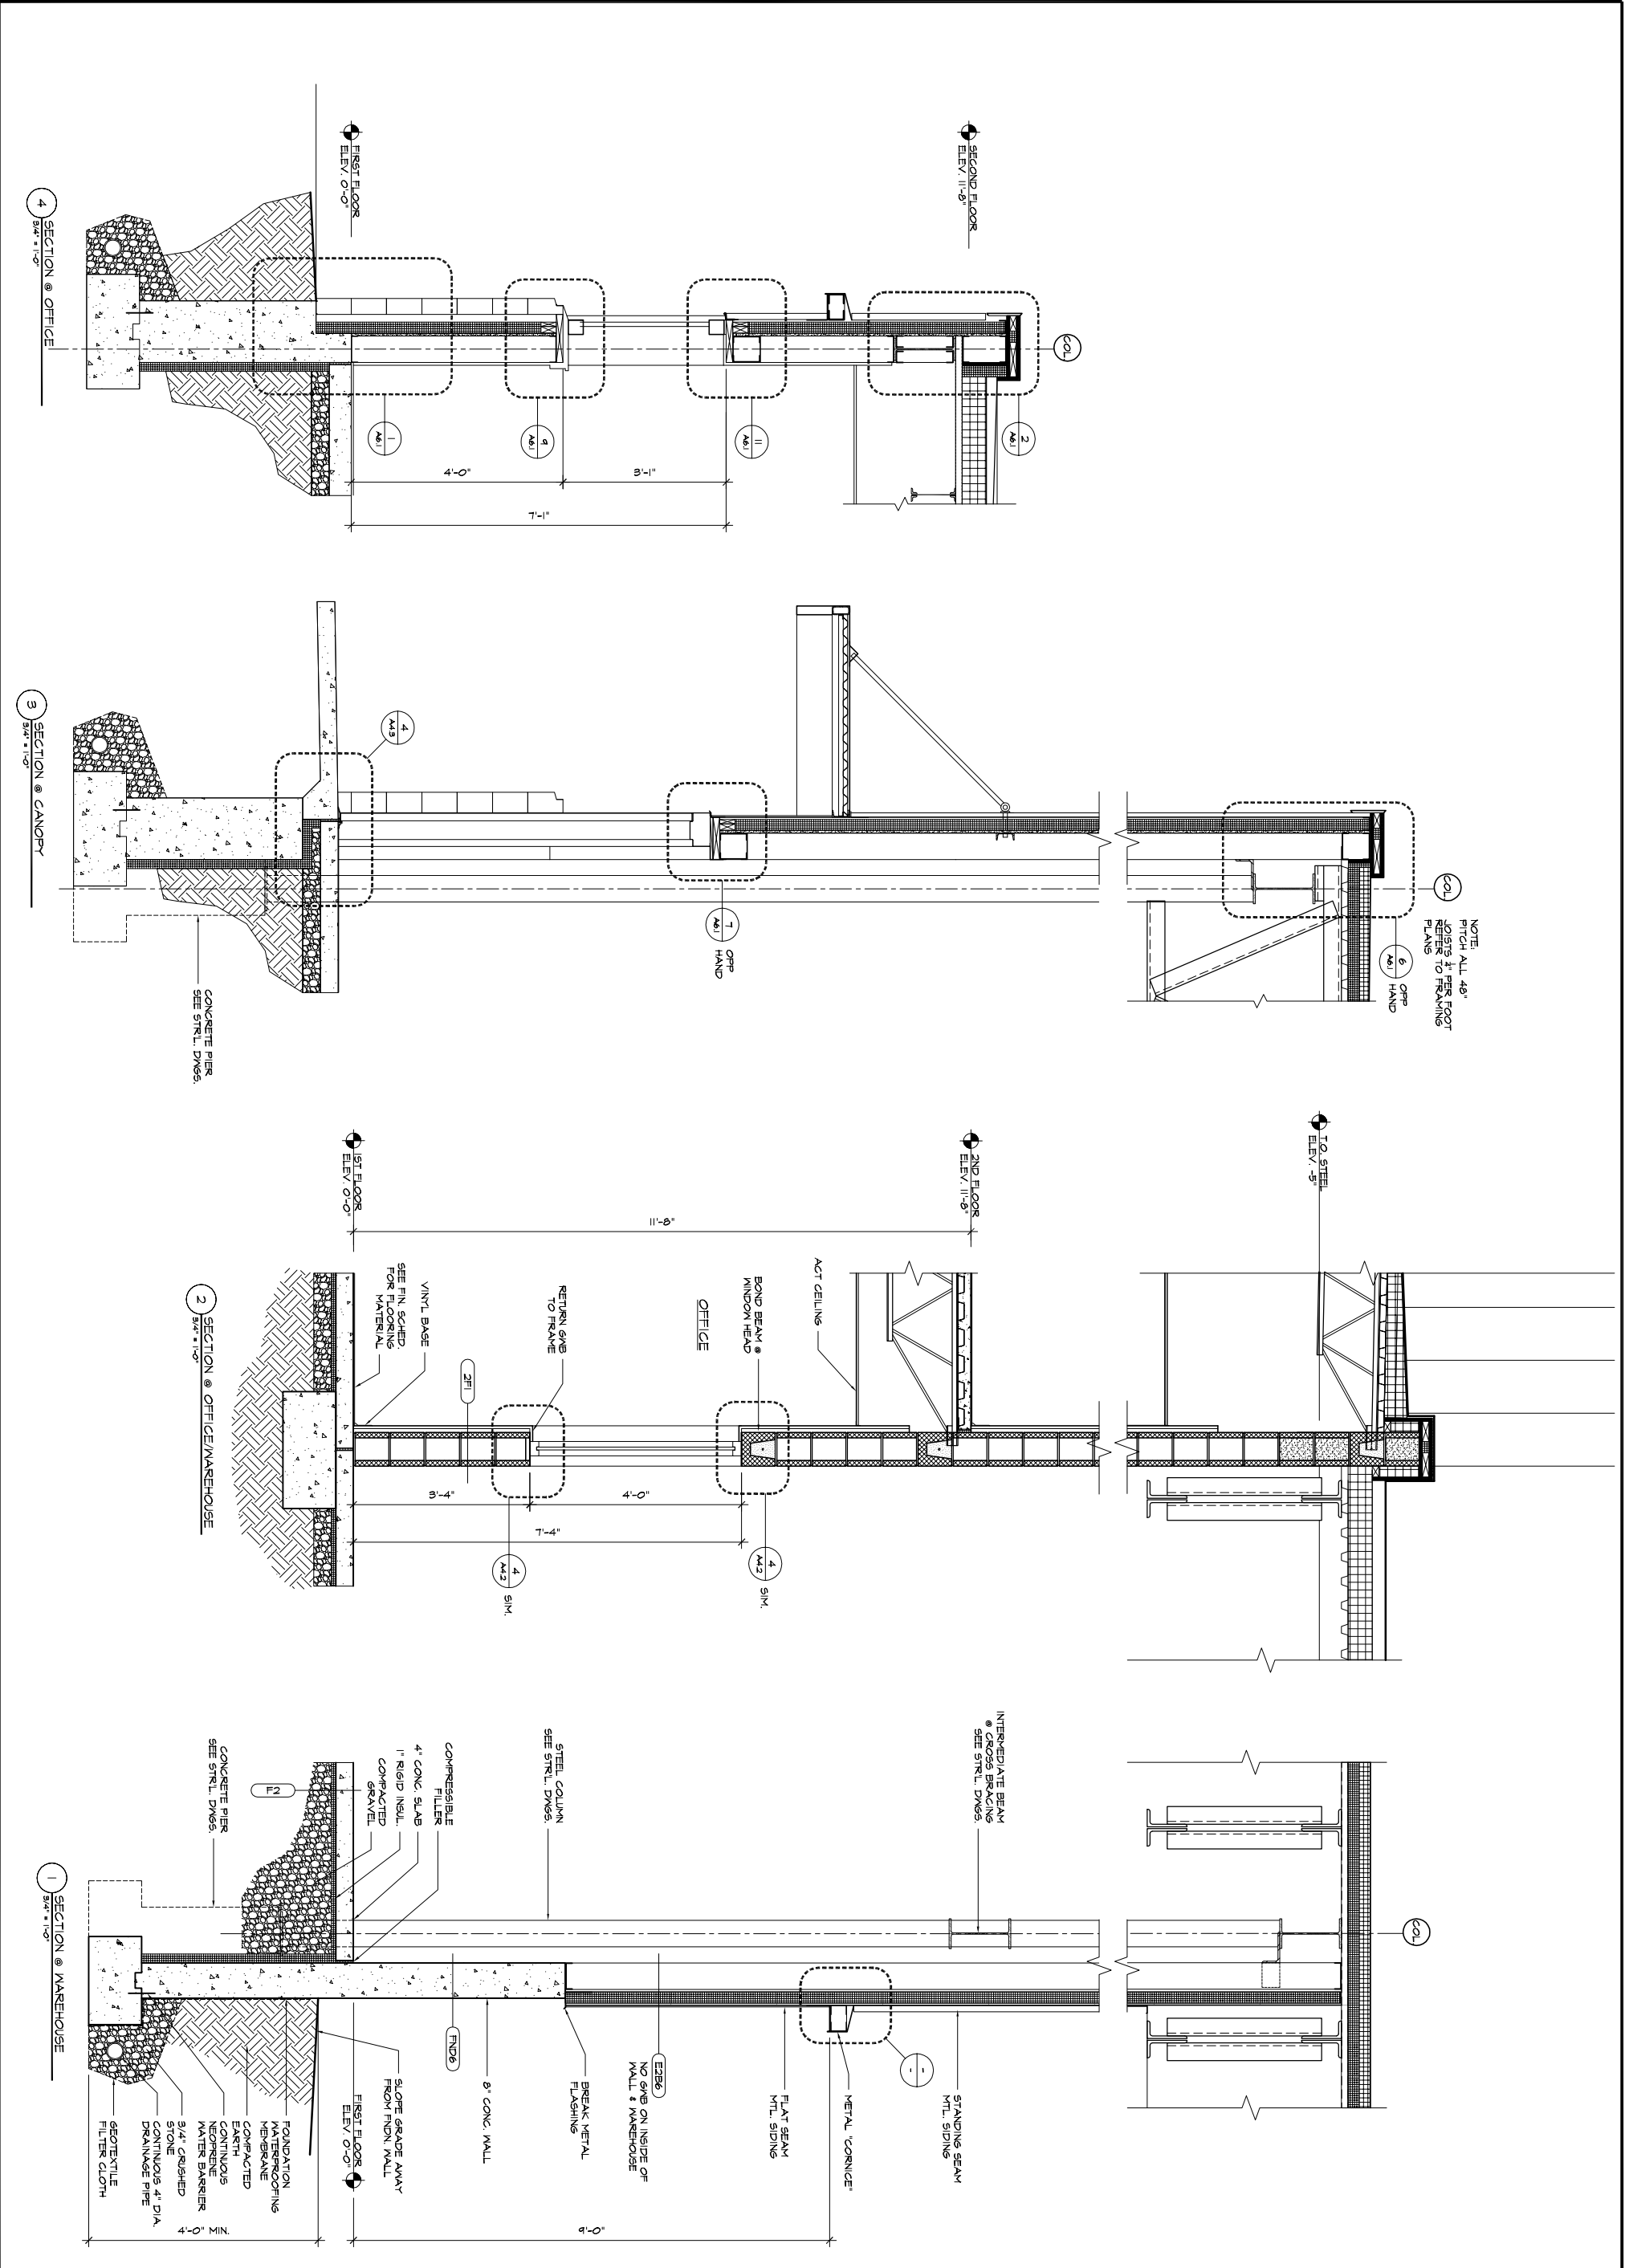 COL
SECOND FLOOR
ELEV. 11'-8"
FIRST FLOOR
ELEV. 0'-0"
2
A6.1
11
A6.1
9
A6.1
1
A6.1
3'-1"
4'-0"
7'-1"
4
SECTION @ OFFICE
3/4" = 1'-0"
NOTE:
PITCH ALL 48"
JOISTS ¼" PER FOOT
REFER TO FRAMING
PLANS
COL
6
A6.1
OPP
HAND
7
A6.1
OPP
HAND
4
A4.3
CONCRETE PIER
SEE STR'L. DWGS.
3
SECTION @ CANOPY
3/4" = 1'-0"
T.O. STEEL
ELEV. -5"
2ND FLOOR
ELEV. 11'-8"
1ST FLOOR
ELEV. 0'-0"
11'-8"
ACT CEILING
OFFICE
BOND BEAM @
WINDOW HEAD
RETURN GWB
TO FRAME
2F1
VINYL BASE
SEE FIN. SCHED.
FOR FLOORING
MATERIAL
4'-0"
3'-4"
7'-4"
4
A4.2
SIM.
4
A4.2
SIM.
2
SECTION @ OFFICE/WAREHOUSE
3/4" = 1'-0"
COL
INTERMEDIATE BEAM
@ CROSS BRACING
SEE STR'L. DWGS.
STEEL COLUMN
SEE STR'L. DWGS.
COMPRESSIBLE
FILLER
4" CONC. SLAB
1" RIGID INSUL.
COMPACTED
GRAVEL
F2
CONCRETE PIER
SEE STR'L. DWGS.
STANDING SEAM
MTL. SIDING
-
-
METAL "CORNICE"
FLAT SEAM
MTL. SIDING
E2B6
NO GWB ON INSIDE OF
WALL @ WAREHOUSE
BREAK METAL
FLASHING
8" CONC. WALL
FND6
SLOPE GRADE AWAY
FROM FNDN. WALL
FIRST FLOOR
ELEV. 0'-0"
FOUNDATION
WATERPROOFING
MEMBRANE
COMPACTED
EARTH
CONTINUOUS
NEOPRENE
WATER BARRIER
3/4" CRUSHED
STONE
CONTINUOUS 4" DIA.
DRAINAGE PIPE
GEOTEXTILE
FILTER CLOTH
9'-0"
4'-0" MIN.
1
SECTION @ WAREHOUSE
3/4" = 1'-0"